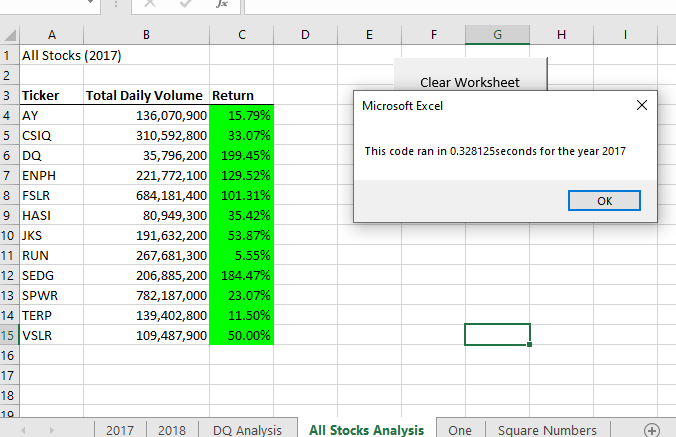 fx
A B C D E F G H I
1 All Stocks (2017)
2
Clear Worksheet
3 Ticker Total Daily Volume Return
4 AY 136,070,900 15.79%
5 CSIQ 310,592,800 33.07%
6 DQ 35,796,200 199.45%
7 ENPH 221,772,100 129.52%
8 FSLR 684,181,400 101.31%
9 HASI 80,949,300 35.42%
10 JKS 191,632,200 53.87%
11 RUN 267,681,300 5.55%
12 SEDG 206,885,200 184.47%
13 SPWR 782,187,000 23.07%
14 TERP 139,402,800 11.50%
15 VSLR 109,487,900 50.00%
16
17
18
19
Microsoft Excel
This code ran in 0.328125seconds for the year 2017
OK
2017 2018 DQ Analysis All Stocks Analysis One Square Numbers